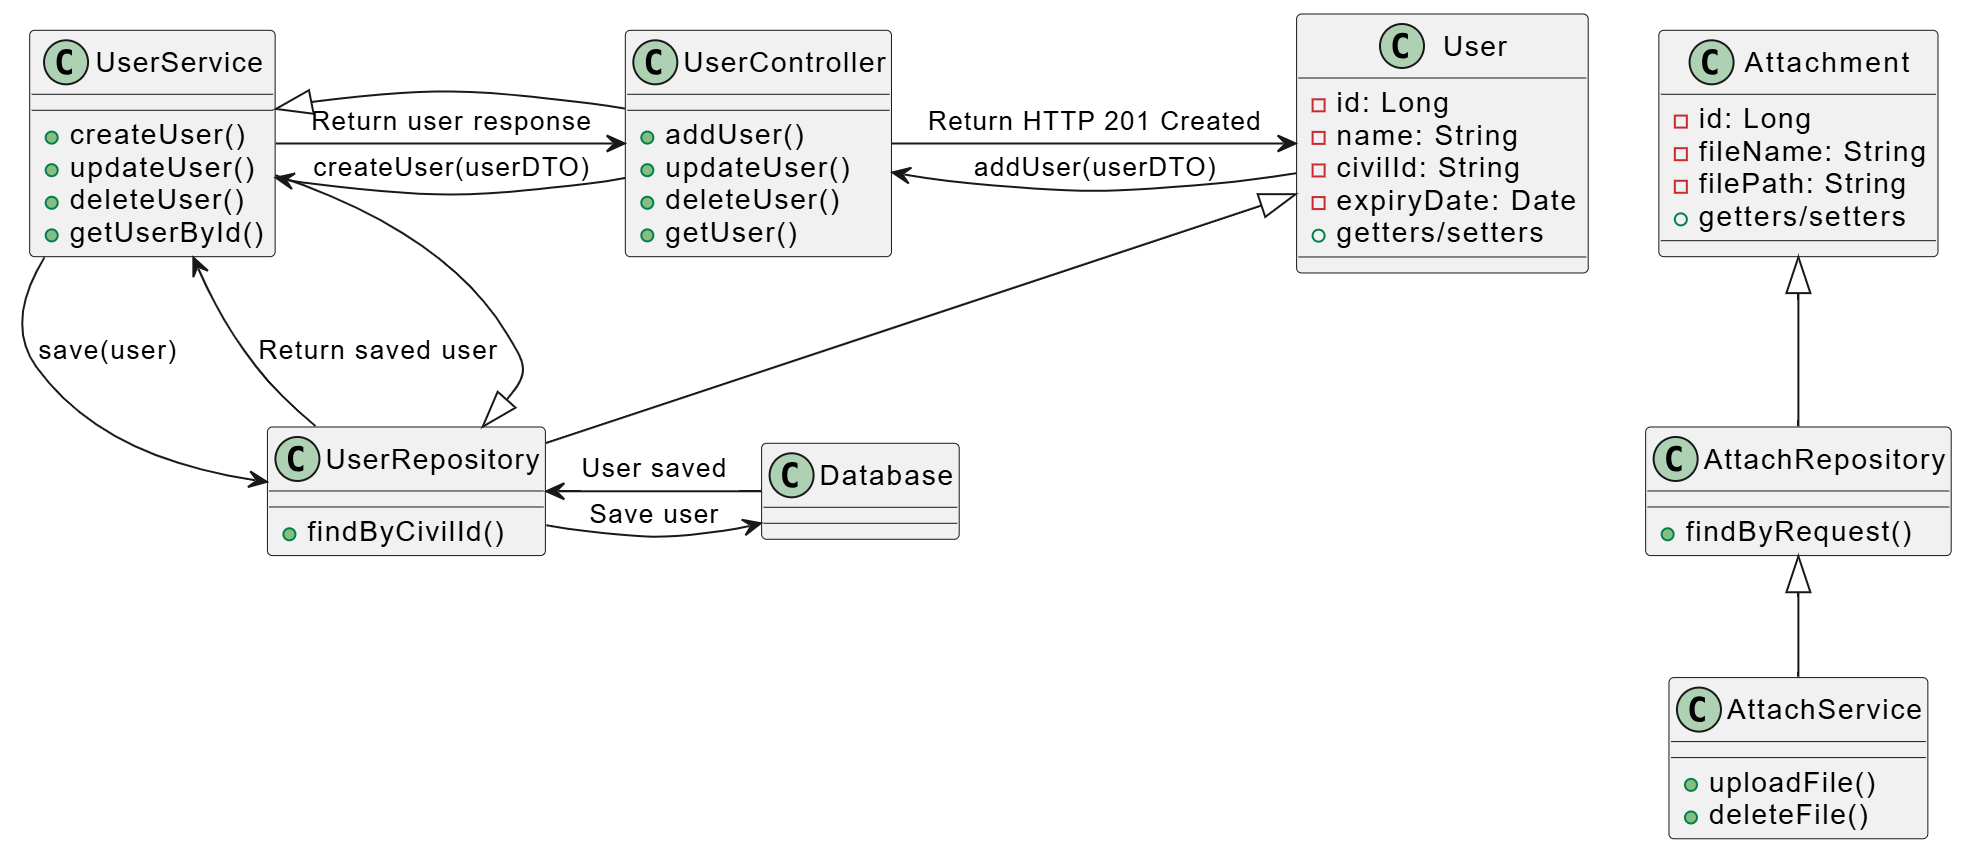 C UserService
createUser()
updateUser()
deleteUser()
getUserById()
C UserController
addUser()
updateUser()
deleteUser()
getUser()
C User
id: Long
name: String
civilId: String
expiryDate: Date
getters/setters
C Attachment
id: Long
fileName: String
filePath: String
getters/setters
Return user response
createUser(userDTO)
Return HTTP 201 Created
addUser(userDTO)
save(user)
Return saved user
C UserRepository
findByCivilId()
User saved
Save user
C Database
C AttachRepository
findByRequest()
C AttachService
uploadFile()
deleteFile()